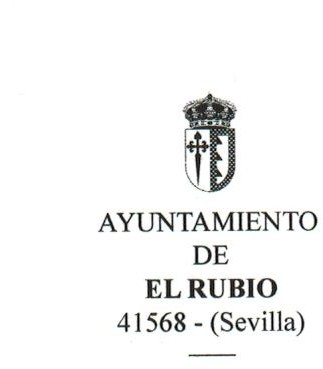 AYUNTAMIENTO
DE
EL RUBIO
41568 - (Sevilla)